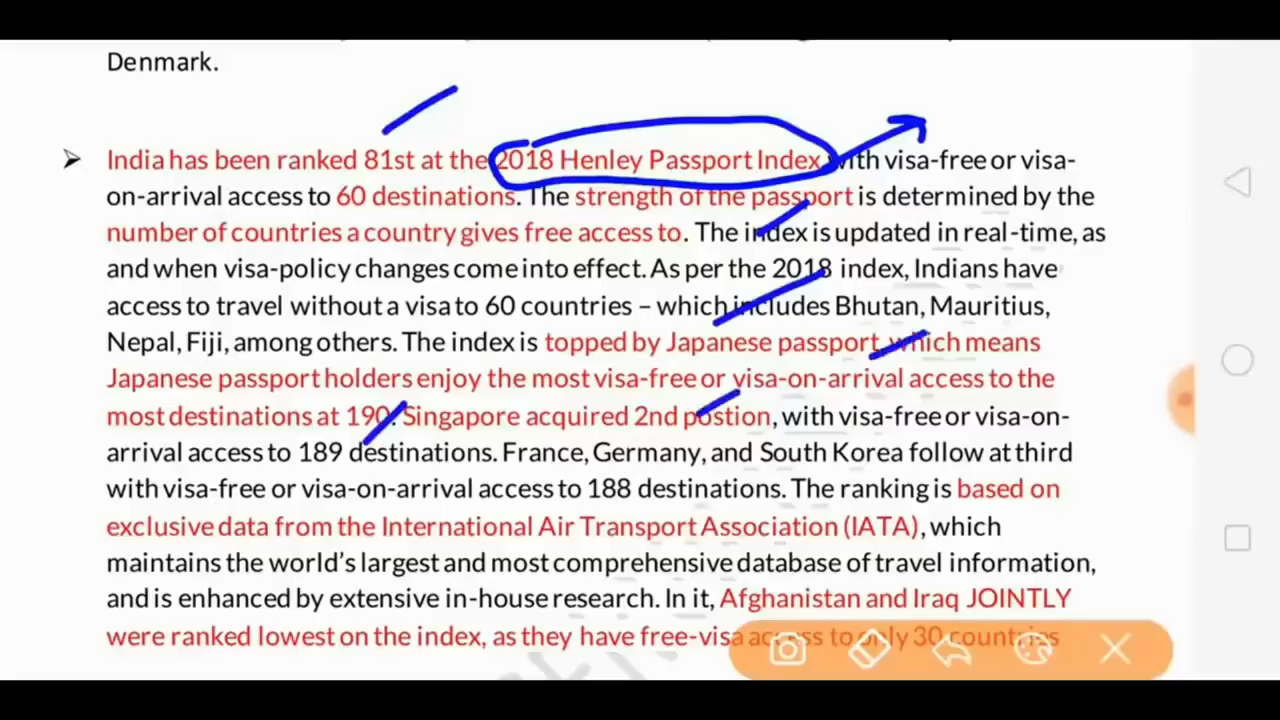 Denmark.
➤ India has been ranked 81st at the 2018 Henley Passport Index with visa-free or visa-
on-arrival access to 60 destinations. The strength of the passport is determined by the
number of countries a country gives free access to. The index is updated in real-time, as
and when visa-policy changes come into effect. As per the 2018 index, Indians have
access to travel without a visa to 60 countries – which includes Bhutan, Mauritius,
Nepal, Fiji, among others. The index is topped by Japanese passport, which means
Japanese passport holders enjoy the most visa-free or visa-on-arrival access to the
most destinations at 190. Singapore acquired 2nd postion, with visa-free or visa-on-
arrival access to 189 destinations. France, Germany, and South Korea follow at third
with visa-free or visa-on-arrival access to 188 destinations. The ranking is based on
exclusive data from the International Air Transport Association (IATA), which
maintains the world’s largest and most comprehensive database of travel information,
and is enhanced by extensive in-house research. In it, Afghanistan and Iraq JOINTLY
were ranked lowest on the index, as they have free-visa access to only 30 countries